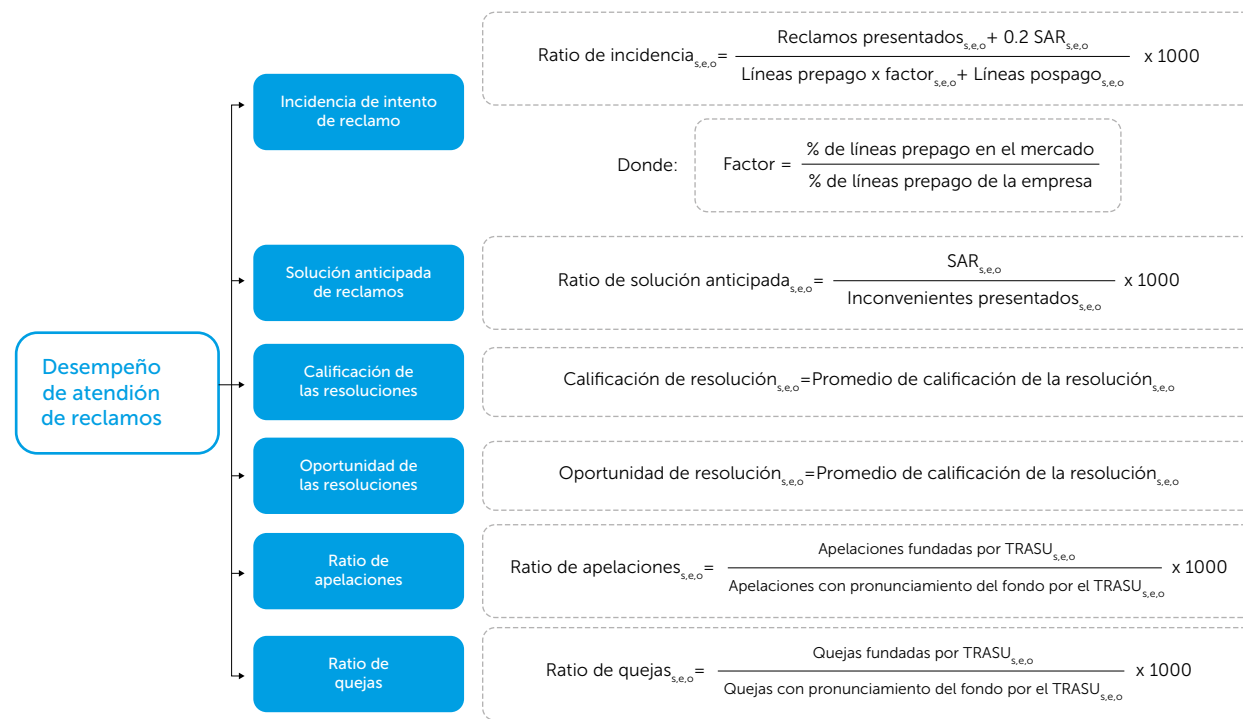 Desempeño
de atendión
de reclamos
Incidencia de intento
de reclamo
Ratio de incidencia s,e,o = Reclamos presentados s,e,o + 0.2 SAR s,e,o x 1000
Líneas prepago x factor s,e,o + Líneas pospago s,e,o
Donde:
Factor = % de líneas prepago en el mercado
% de líneas prepago de la empresa
Solución anticipada
de reclamos
Ratio de solución anticipada s,e,o = SAR s,e,o x 1000
Inconvenientes presentados s,e,o
Calificación de
las resoluciones
Calificación de resolución s,e,o =Promedio de calificación de la resolución s,e,o
Oportunidad de
las resoluciones
Oportunidad de resolución s,e,o =Promedio de calificación de la resolución s,e,o
Ratio de
apelaciones
Ratio de apelaciones s,e,o = Apelaciones fundadas por TRASU s,e,o x 1000
Apelaciones con pronunciamiento del fondo por el TRASU s,e,o
Ratio de
quejas
Ratio de quejas s,e,o = Quejas fundadas por TRASU s,e,o x 1000
Quejas con pronunciamiento del fondo por el TRASU s,e,o